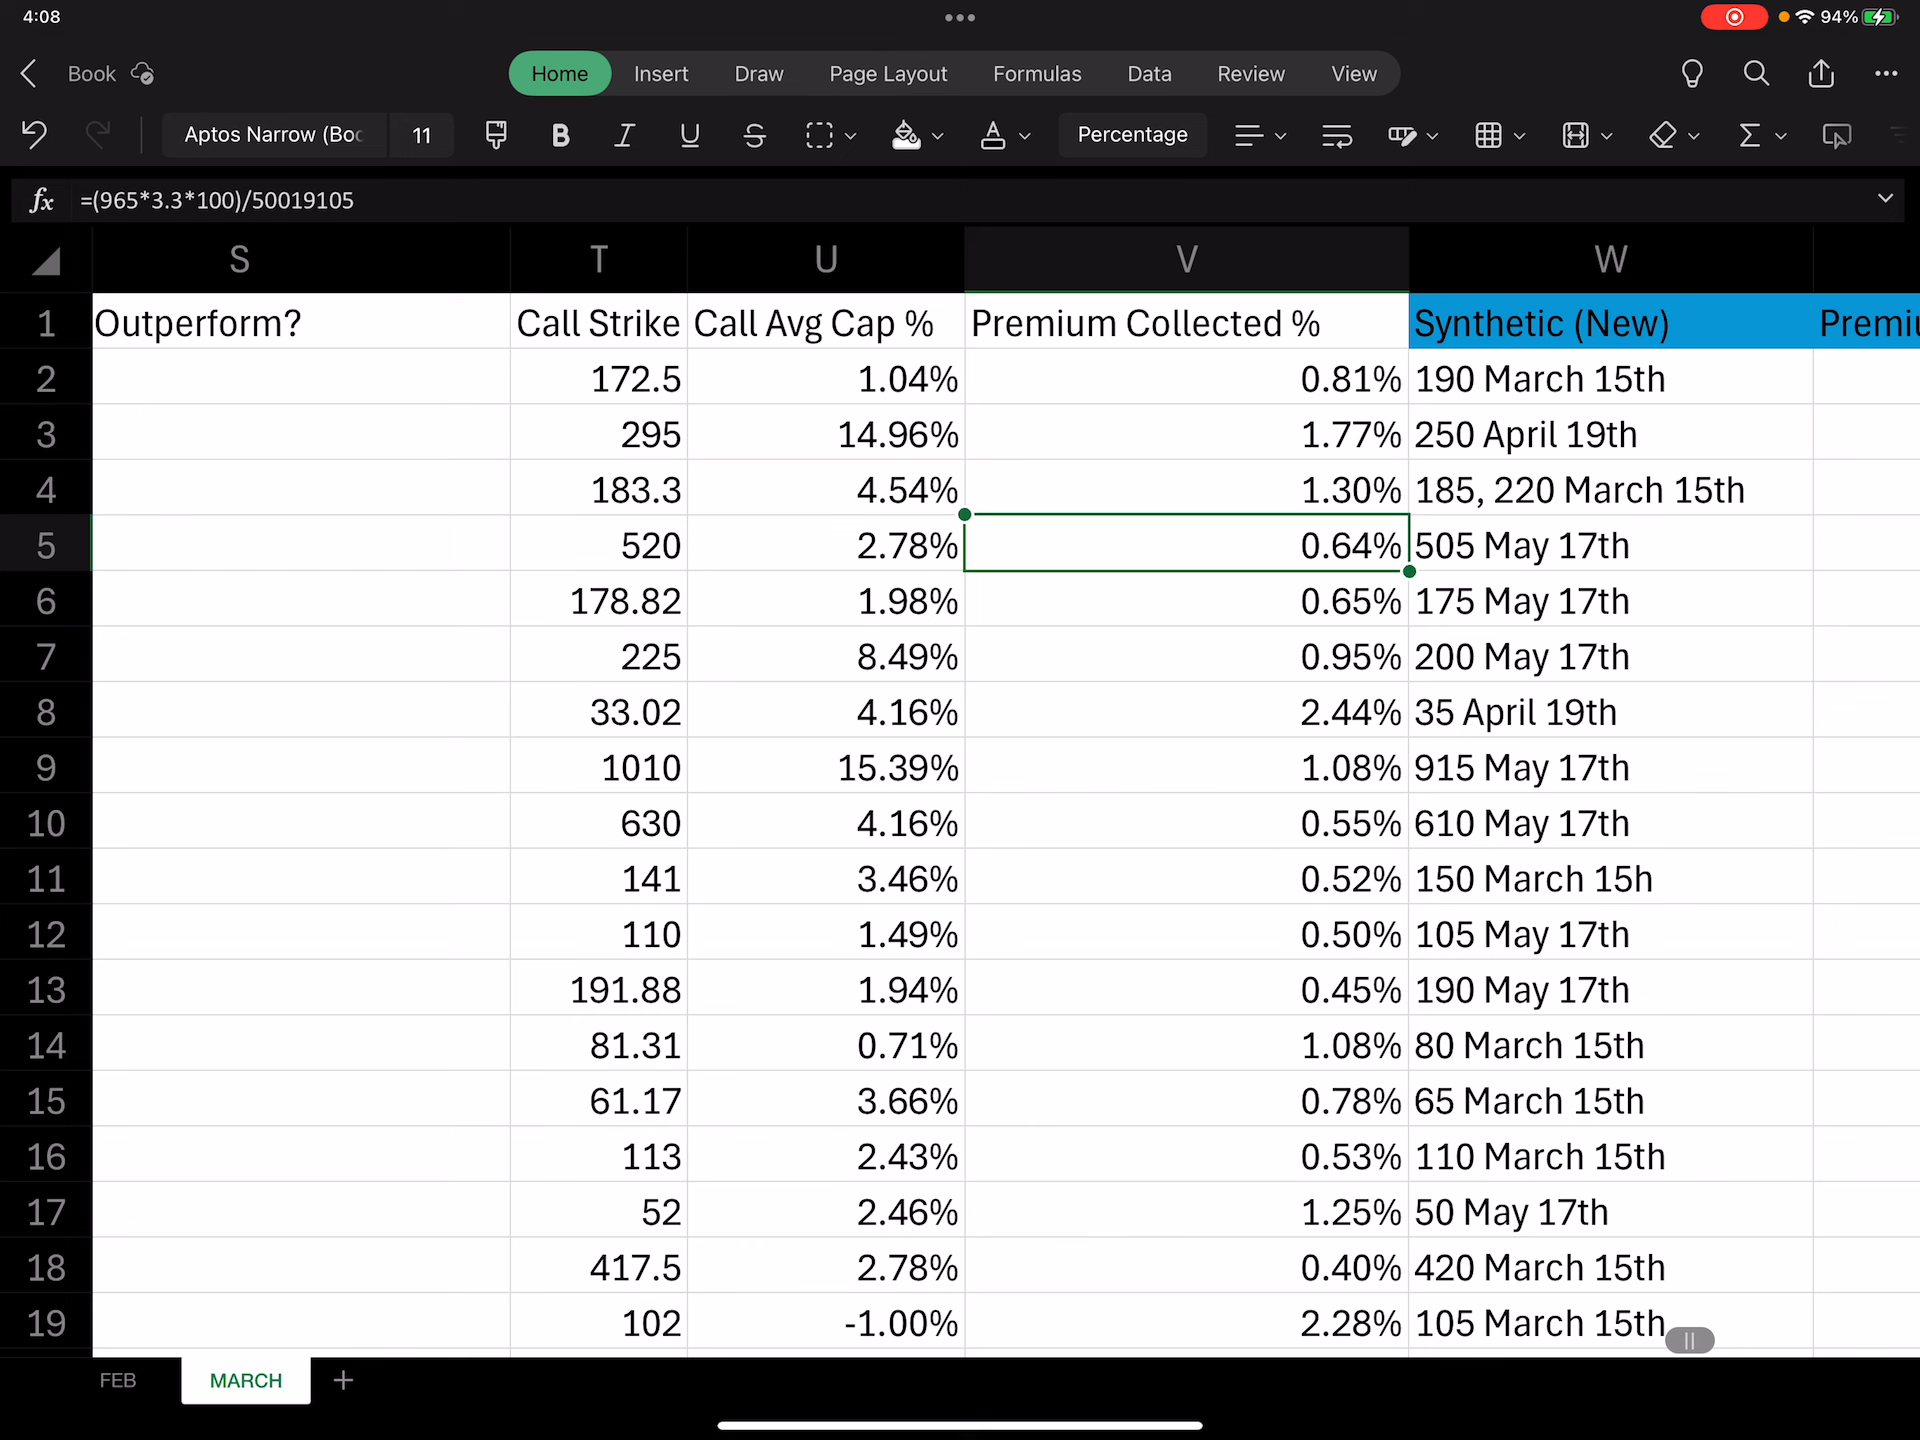 4:08
94%
Book
Home Insert Draw Page Layout Formulas Data Review View
Aptos Narrow (Boc 11 Percentage
fx =(965*3.3*100)/50019105
S T U V W
1 Outperform? Call Strike Call Avg Cap % Premium Collected % Synthetic (New) Premiu
2 172.5 1.04% 0.81% 190 March 15th
3 295 14.96% 1.77% 250 April 19th
4 183.3 4.54% 1.30% 185, 220 March 15th
5 520 2.78% 0.64% 505 May 17th
6 178.82 1.98% 0.65% 175 May 17th
7 225 8.49% 0.95% 200 May 17th
8 33.02 4.16% 2.44% 35 April 19th
9 1010 15.39% 1.08% 915 May 17th
10 630 4.16% 0.55% 610 May 17th
11 141 3.46% 0.52% 150 March 15h
12 110 1.49% 0.50% 105 May 17th
13 191.88 1.94% 0.45% 190 May 17th
14 81.31 0.71% 1.08% 80 March 15th
15 61.17 3.66% 0.78% 65 March 15th
16 113 2.43% 0.53% 110 March 15th
17 52 2.46% 1.25% 50 May 17th
18 417.5 2.78% 0.40% 420 March 15th
19 102 -1.00% 2.28% 105 March 15th
FEB MARCH +